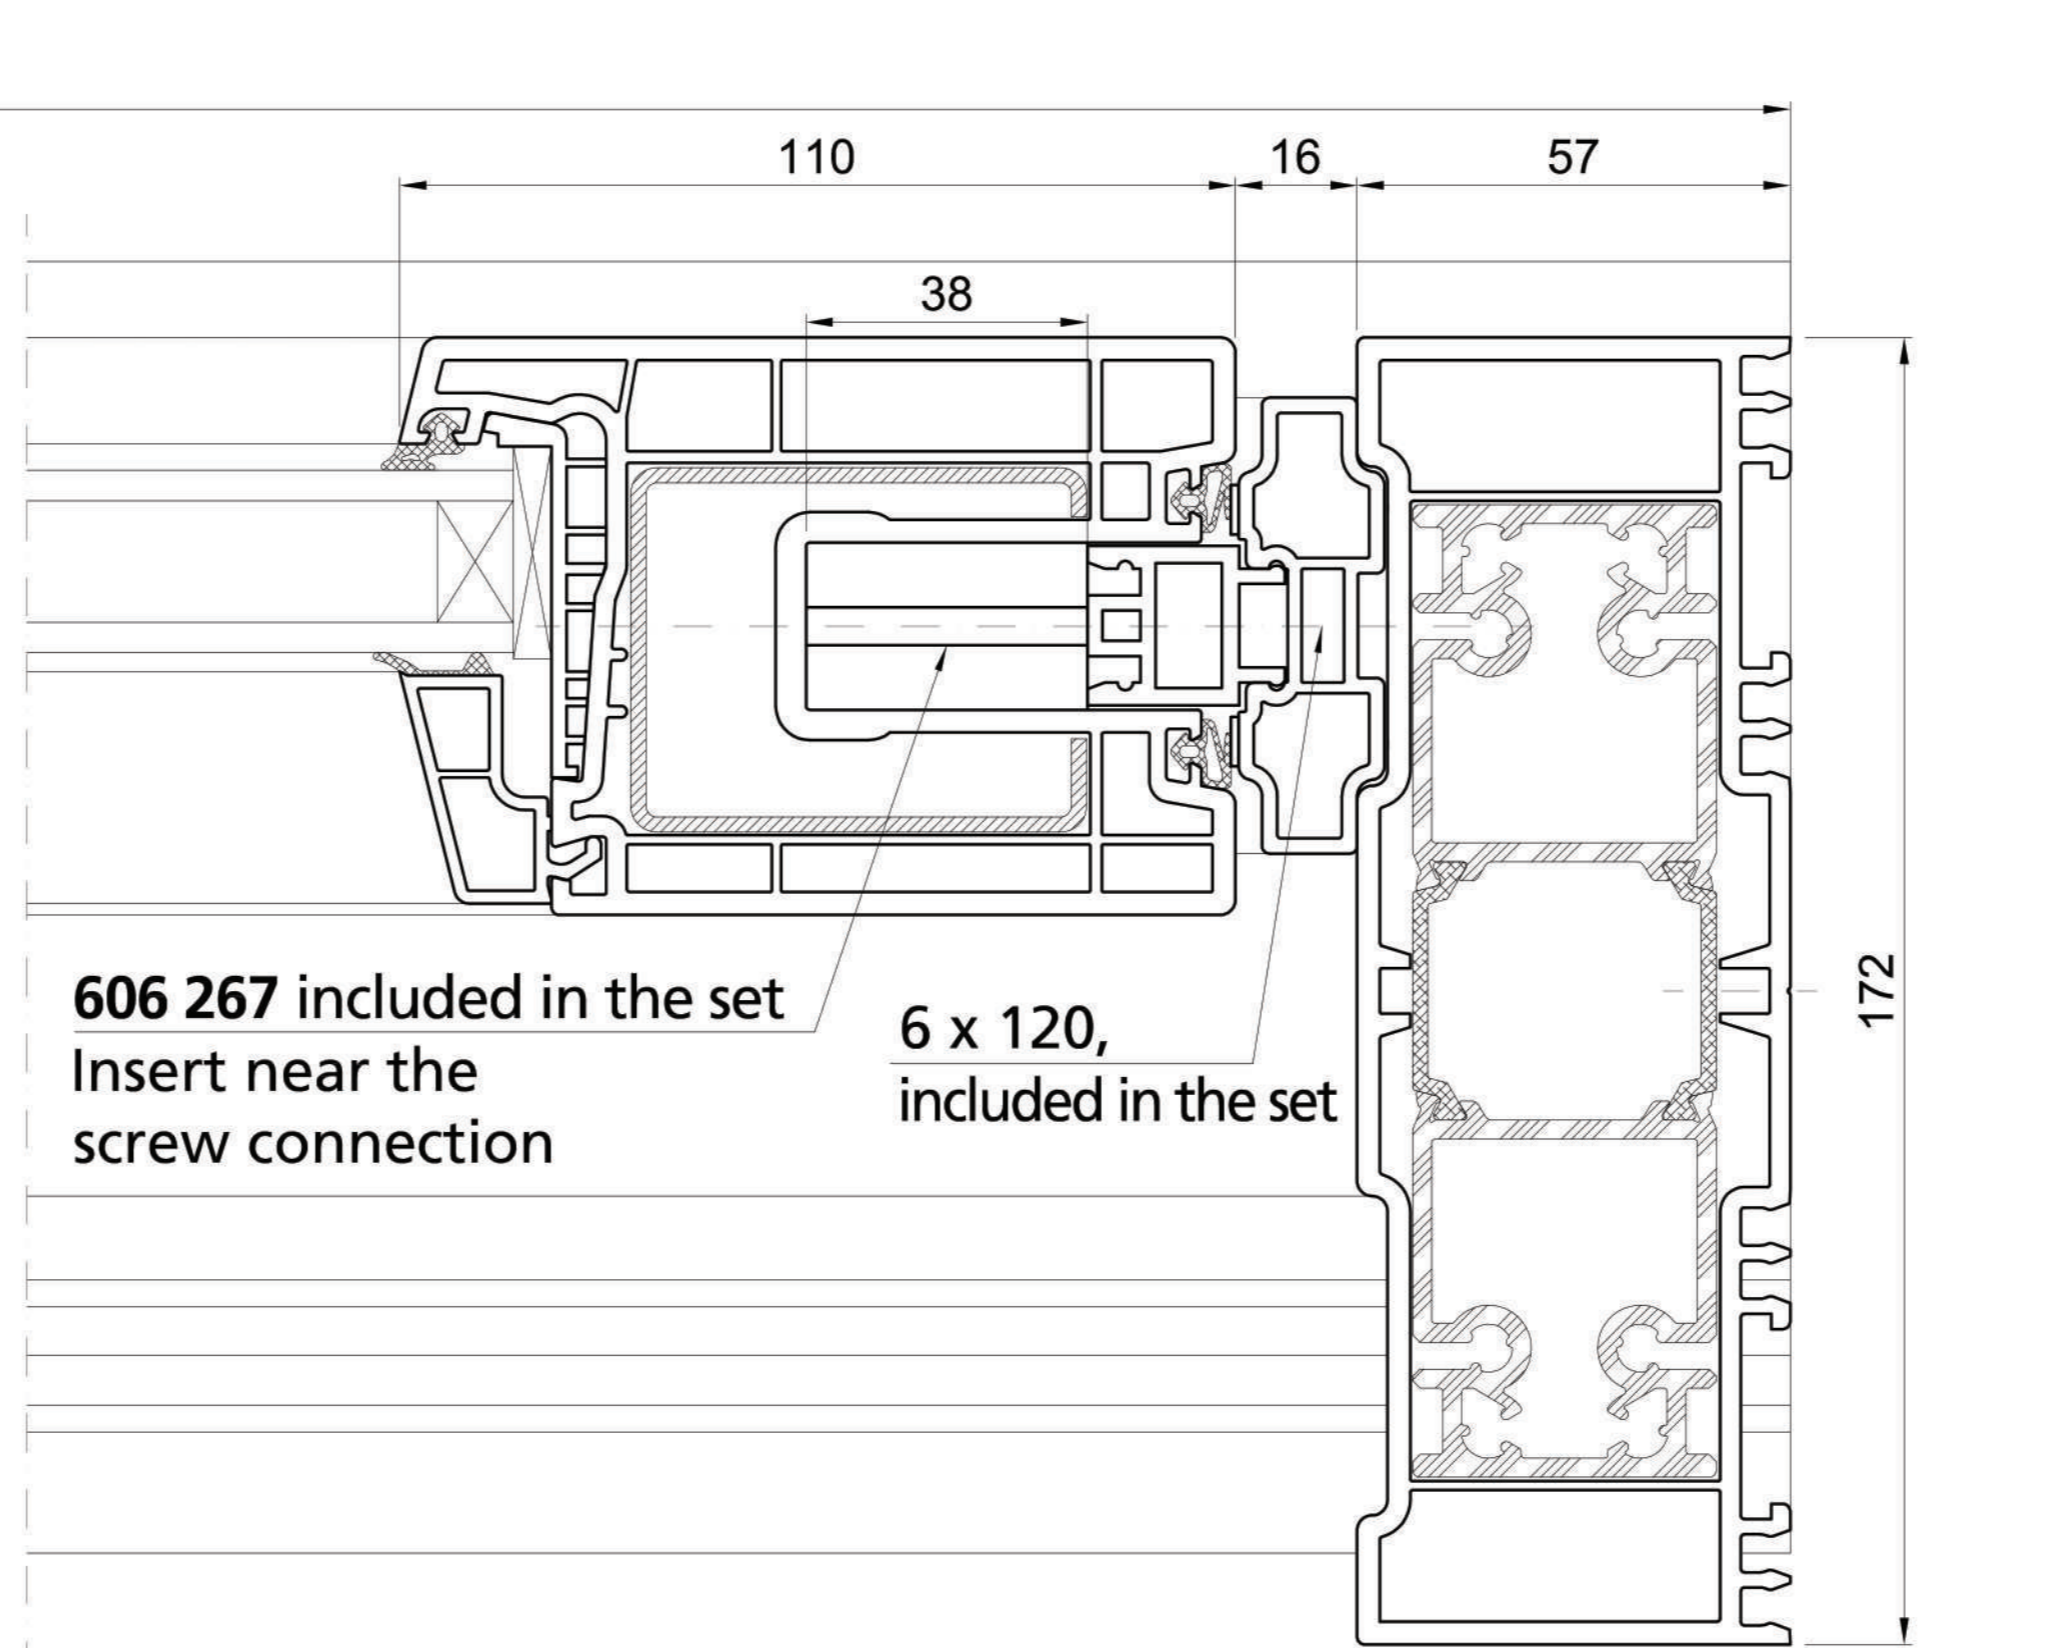 110
16
57
38
172
606 267 included in the set
Insert near the
screw connection
6 x 120,
included in the set